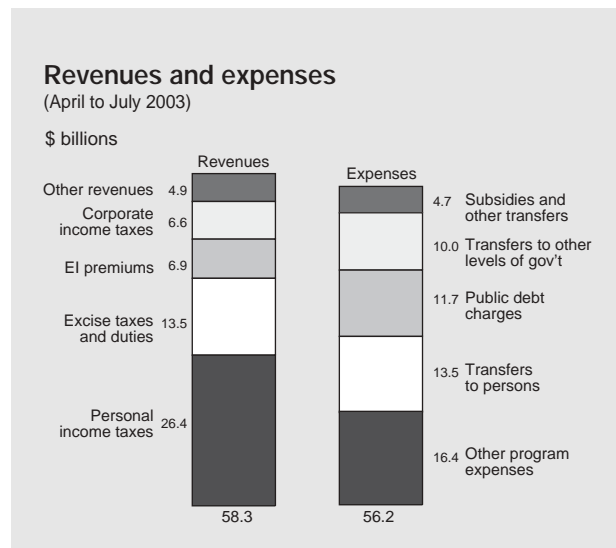 Revenues and expenses
(April to July 2003)
$ billions
Revenues
Other revenues 4.9
Corporate
income taxes 6.6
EI premiums 6.9
Excise taxes
and duties 13.5
Personal
income taxes 26.4
58.3
Expenses
4.7 Subsidies and
other transfers
10.0 Transfers to other
levels of gov't
11.7 Public debt
charges
13.5 Transfers
to persons
16.4 Other program
expenses
56.2